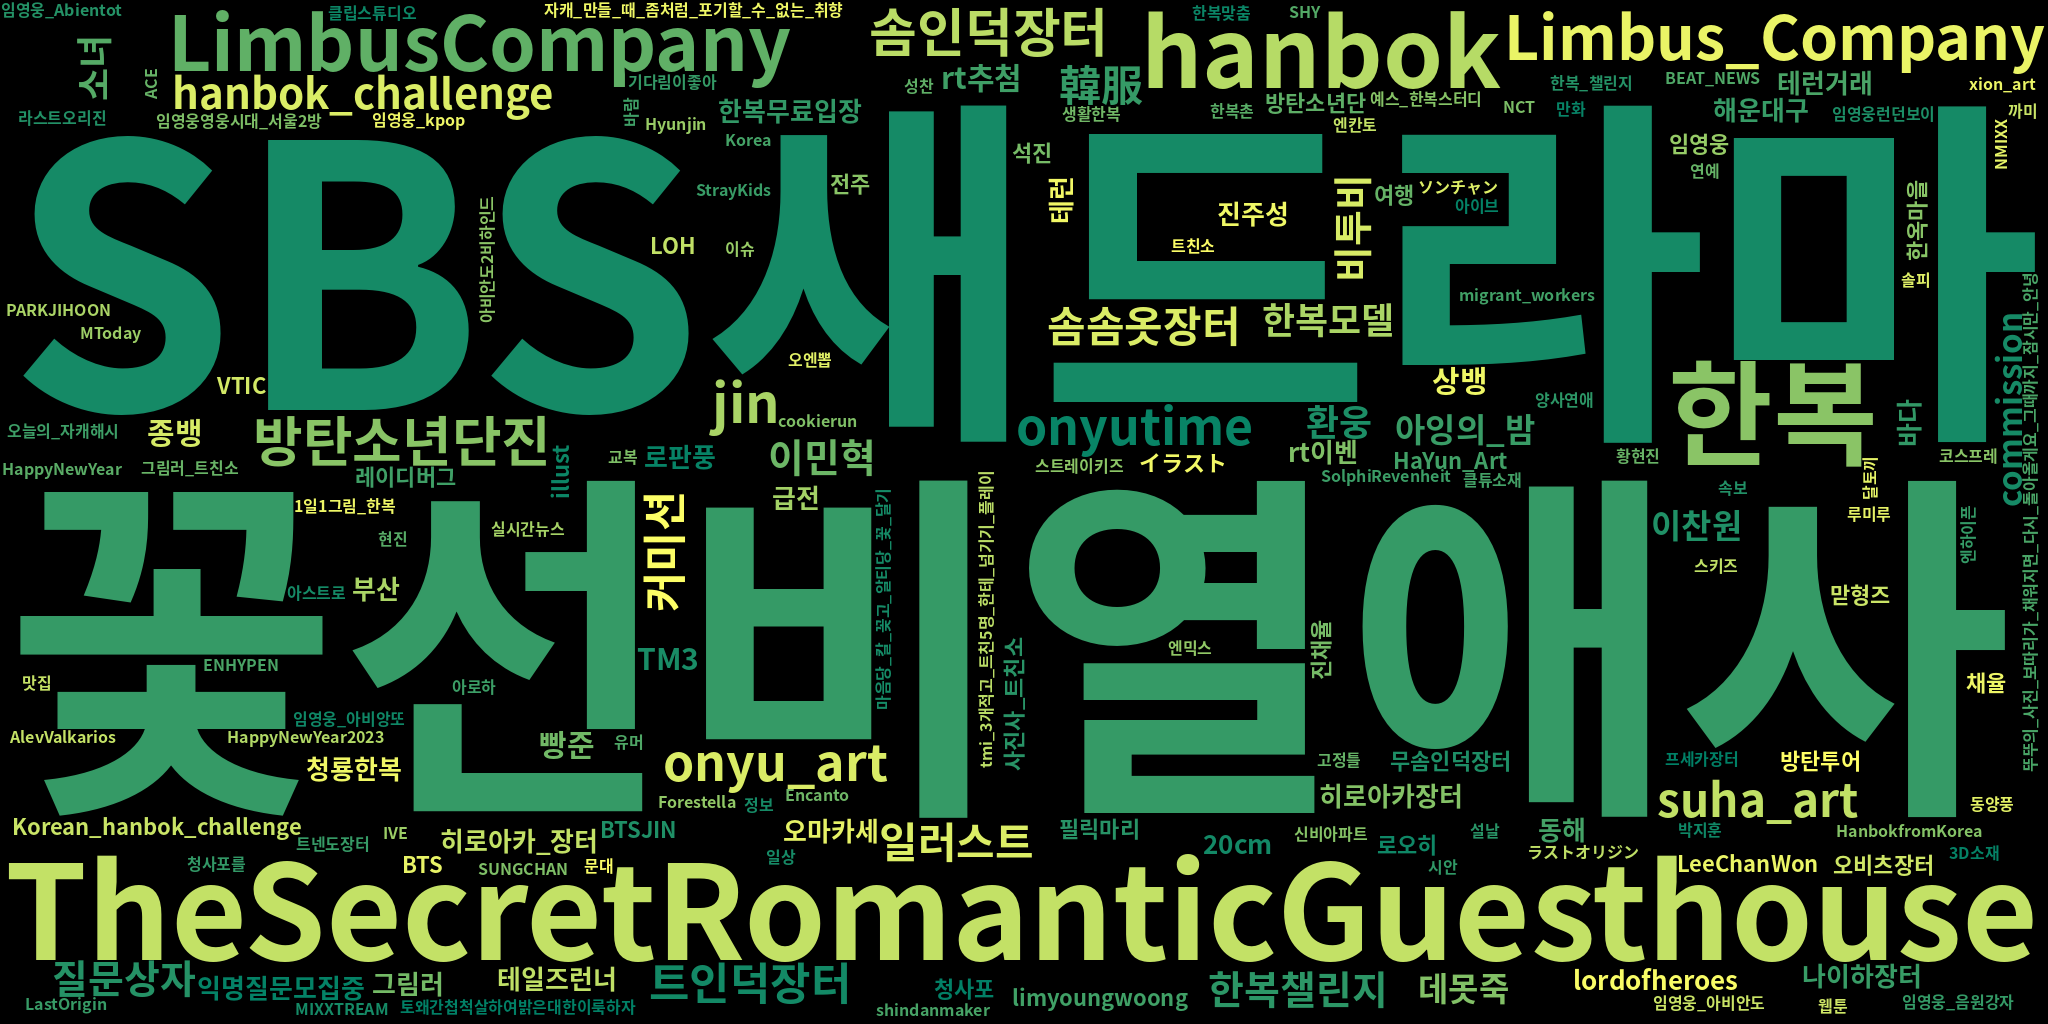 임영웅_Abientot
클립스튜디오
자캐_만들_때_좀처럼_포기할_수_없는_취향
솜인덕장터
한복맞춤
SHY
hanbok
Limbus_Company
소녀
ACE
LimbusCompany
hanbok_challenge
기다림이좋아
성찬
rt추첨
韓服
한복_챌린지
BEAT_NEWS
테런거래
xion_art
라스트오리진
임영웅영웅시대_서울2방
임영웅_kpop
바람
Hyunjin
한복무료입장
생활한복
한복촌
방탄소년단
예스_한복스터디
NCT
만화
해운대구
임영웅런던보이
까미
엔칸토
Korea
석진
임영웅
연예
NMIXX
SBS새드라마
StrayKids
전주
테런
진주성
비투비
여행
ソンチャン
아이브
한옥마을
아비안도2비하인드
LOH
이슈
트친소
솔피
PARKJIHOON
MToday
솜솜옷장터
한복모델
migrant_workers
commission
뚜뚜의_사진_보따리가_채워지면_다시_돌아올게요_그때까지_잠시만_안녕
VTIC
오엔뽑
jin
cookierun
상뱅
양사연애
한복
바다
오늘의_자캐해시
종뱅
방탄소년단진
onyutime
환웅
아잉의_밤
HappyNewYear
그림러_트친소
레이디버그
illust
교복
로판풍
이민혁
스트레이키즈
イラスト
rt이벤
HaYun_Art
SolphiRevenheit
클튜소재
황현진
코스프레
달토끼
속보
꽃선비열애사
1일1그림_한복
현진
실시간뉴스
커미션
급전
마음당_칼_꽂고_알티당_꽃_달기
tmi_3개적고_트친5명_한테_넘기기_플레이
사진사_트친소
이찬원
루미루
엔하이픈
스키즈
아스트로
부산
맏형즈
TM3
엔믹스
진채율
ENHYPEN
맛집
아로하
채율
임영웅_아비앙또
AlevValkarios
HappyNewYear2023
청룡한복
빵준
유머
onyu_art
고정틀
무솜인덕장터
프세카장터
방탄투어
Forestella
정보
Encanto
히로아카장터
suha_art
동양풍
Korean_hanbok_challenge
트넨도장터
IVE
히로아카_장터
BTSJIN
오마카세
일러스트
필릭마리
20cm
신비아파트
로오히
설날
동해
박지훈
HanbokfromKorea
청사포를
BTS
SUNGCHAN
문대
일상
시안
ラストオリジン
LeeChanWon
오비츠장터
3D소재
TheSecretRomanticGuesthouse
질문상자
익명질문모집중
그림러
테일즈런너
트인덕장터
청사포
limyoungwoong
한복챌린지
데못죽
lordofheroes
나이하장터
LastOrigin
MIXXTREAM
토왜간첩척살하여밝은대한이룩하자
shindanmaker
임영웅_아비안도
웹툰
임영웅_음원강자